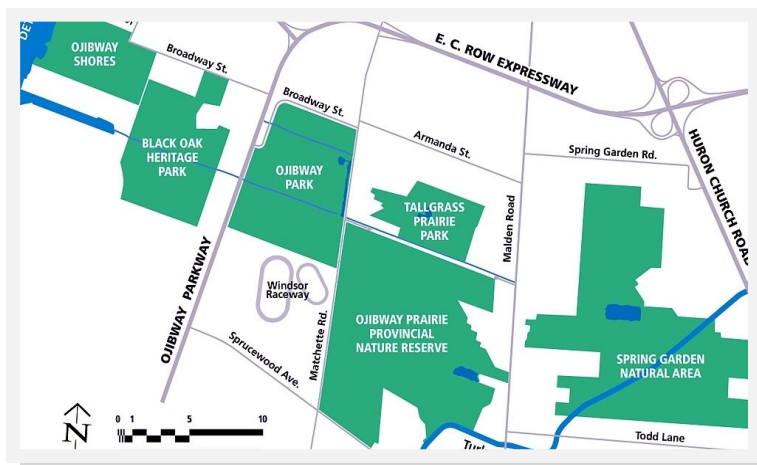 OJIBWAY
SHORES
Broadway St.
E. C. ROW EXPRESSWAY
Broadway St.
BLACK OAK
HERITAGE
PARK
OJIBWAY
PARK
Armanda St.
Spring Garden Rd.
HURON CHURCH ROAD
TALLGRASS
PRAIRIE
PARK
Malden Road
OJIBWAY PARKWAY
Windsor
Raceway
Matchette Rd.
OJIBWAY PRAIRIE
PROVINCIAL
NATURE RESERVE
Sprucewood Ave.
SPRING GARDEN
NATURAL AREA
N
0 1 5 10
Todd Lane